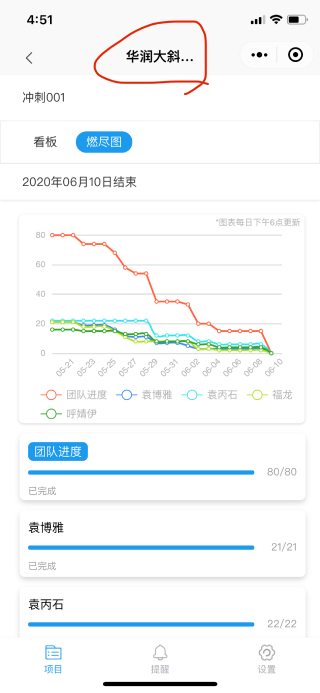 4:51
华润大斜...
冲刺001
看板 燃尽图
2020年06月10日结束
*图表每日下午6点更新
80
60
40
20
0
05-21 05-23 05-25 05-27 05-29 05-31 06-02 06-04 06-06 06-08 06-10
团队进度 袁博雅 袁丙石 福龙
呼婧伊
团队进度
80/80
已完成
袁博雅
21/21
已完成
袁丙石
22/22
项目 提醒 设置